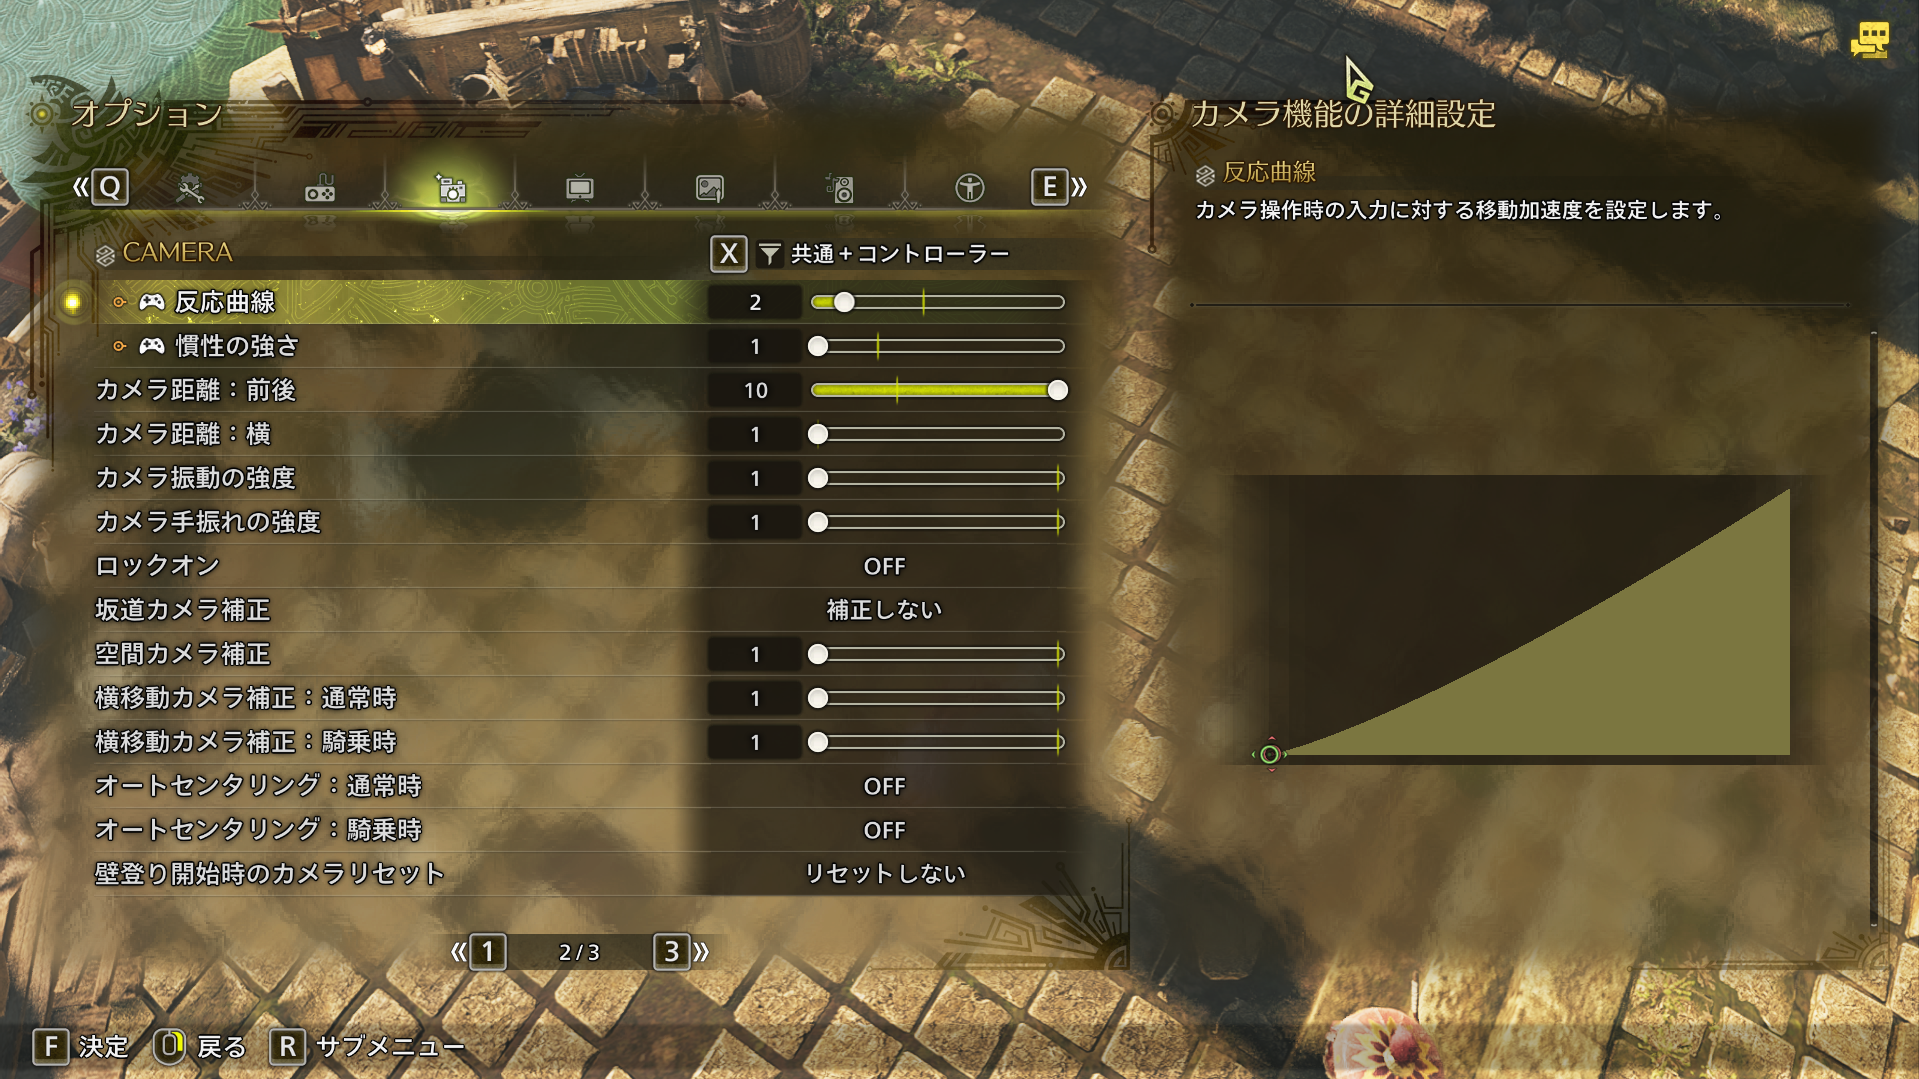 オプション
Q
E
CAMERA
X 共通+コントローラー
反応曲線 2
慣性の強さ 1
カメラ距離：前後 10
カメラ距離：横 1
カメラ振動の強度 1
カメラ手振れの強度 1
ロックオン OFF
坂道カメラ補正 補正しない
空間カメラ補正 1
横移動カメラ補正：通常時 1
横移動カメラ補正：騎乗時 1
オートセンタリング：通常時 OFF
オートセンタリング：騎乗時 OFF
壁登り開始時のカメラリセット リセットしない
1 2/3 3
カメラ機能の詳細設定
反応曲線
カメラ操作時の入力に対する移動加速度を設定します。
F 決定 戻る R サブメニュー